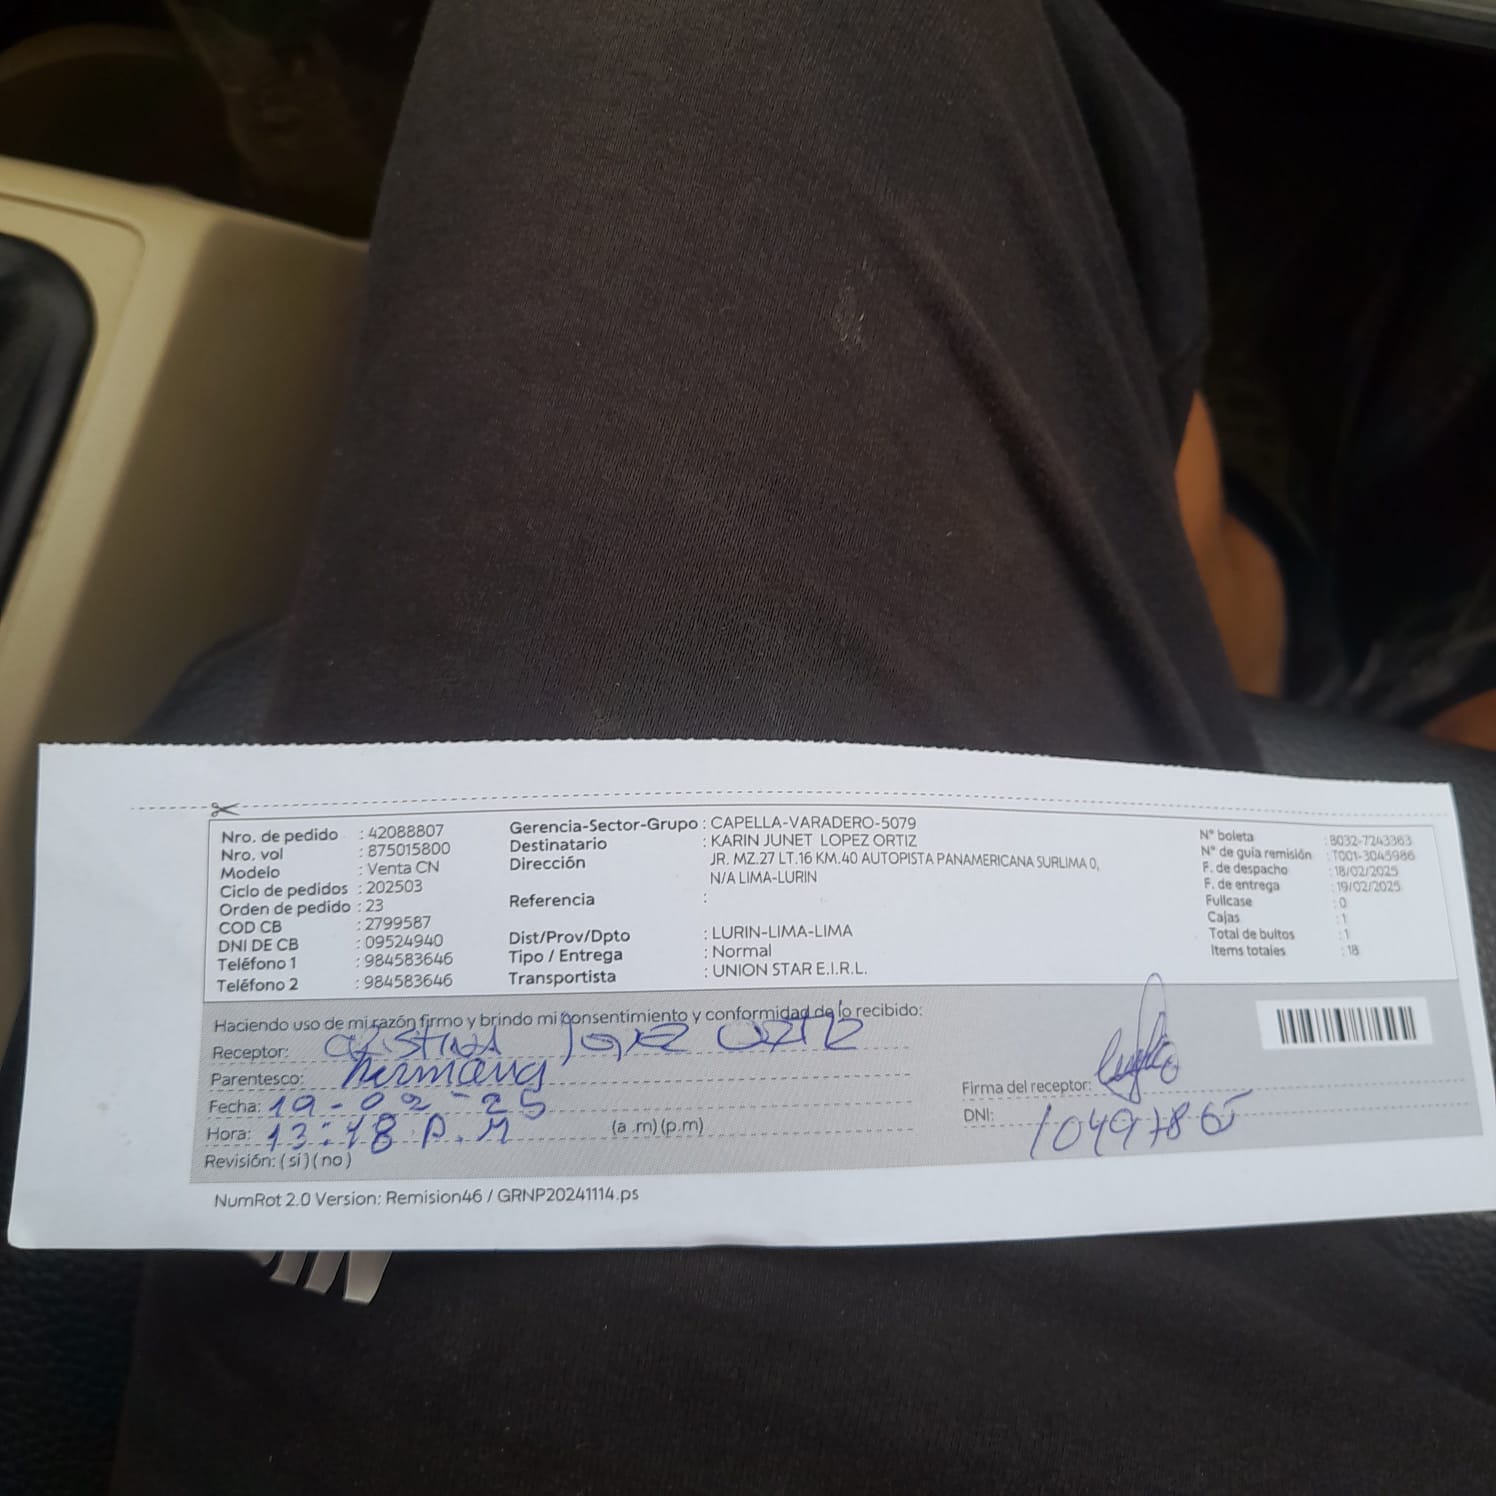 Nro. de pedido : 42088807
Nro. vol : 875015800
Modelo : Venta CN
Ciclo de pedidos : 202503
Orden de pedido : 23
COD CB : 2799587
DNI DE CB : 09524940
Teléfono 1 : 984583646
Teléfono 2 : 984583646
Gerencia-Sector-Grupo : CAPELLA-VARADERO-5079
Destinatario : KARIN JUNET LOPEZ ORTIZ
Dirección JR. MZ.27 LT.16 KM.40 AUTOPISTA PANAMERICANA SURLIMA 0,
N/A LIMA-LURIN
Referencia :
Dist/Prov/Dpto : LURIN-LIMA-LIMA
Tipo / Entrega : Normal
Transportista : UNION STAR E.I.R.L.
N° boleta : B032-7243363
N° de guía remisión : T001-3045986
F. de despacho : 18/02/2025
F. de entrega : 19/02/2025
Fullcase : 0
Cajas : 1
Total de bultos : 1
Items totales : 18
Haciendo uso de mi razón firmo y brindo mi consentimiento y conformidad de lo recibido:
Receptor: Cristina lopez ortiz
Parentesco: hermana
Fecha: 19-02-25
Hora: 13:18 P.M (a .m) (p.m)
Revisión: ( si ) ( no )
Firma del receptor:
DNI: 10497865
NumRot 2.0 Version: Remision46 / GRNP20241114.ps